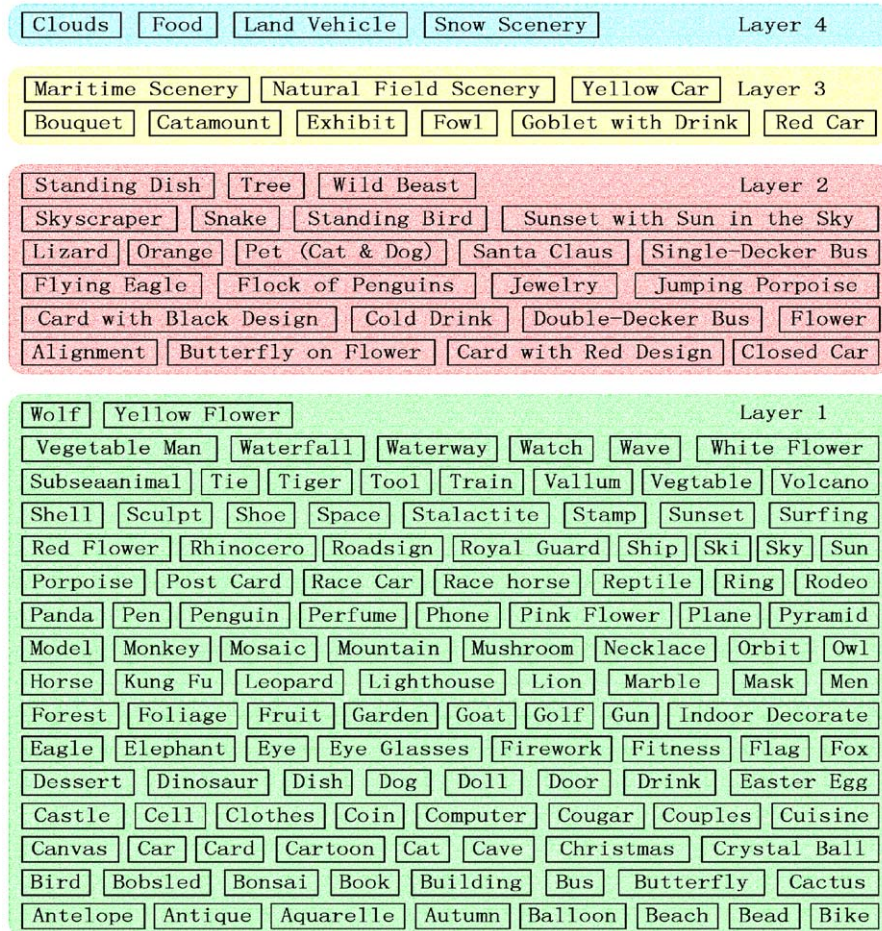 Clouds Food Land Vehicle Snow Scenery Layer 4
Maritime Scenery Natural Field Scenery Yellow Car Layer 3
Bouquet Catamount Exhibit Fowl Goblet with Drink Red Car
Standing Dish Tree Wild Beast Layer 2
Skyscraper Snake Standing Bird Sunset with Sun in the Sky
Lizard Orange Pet (Cat & Dog) Santa Claus Single-Decker Bus
Flying Eagle Flock of Penguins Jewelry Jumping Porpoise
Card with Black Design Cold Drink Double-Decker Bus Flower
Alignment Butterfly on Flower Card with Red Design Closed Car
Wolf Yellow Flower Layer 1
Vegetable Man Waterfall Waterway Watch Wave White Flower
Subseaanimal Tie Tiger Tool Train Vallum Vegtable Volcano
Shell Sculpt Shoe Space Stalactite Stamp Sunset Surfing
Red Flower Rhinocero Roadsign Royal Guard Ship Ski Sky Sun
Porpoise Post Card Race Car Race horse Reptile Ring Rodeo
Panda Pen Penguin Perfume Phone Pink Flower Plane Pyramid
Model Monkey Mosaic Mountain Mushroom Necklace Orbit Owl
Horse Kung Fu Leopard Lighthouse Lion Marble Mask Men
Forest Foliage Fruit Garden Goat Golf Gun Indoor Decorate
Eagle Elephant Eye Eye Glasses Firework Fitness Flag Fox
Dessert Dinosaur Dish Dog Doll Door Drink Easter Egg
Castle Cell Clothes Coin Computer Cougar Couples Cuisine
Canvas Car Card Cartoon Cat Cave Christmas Crystal Ball
Bird Bobsled Bonsai Book Building Bus Butterfly Cactus
Antelope Antique Aquarelle Autumn Balloon Beach Bead Bike